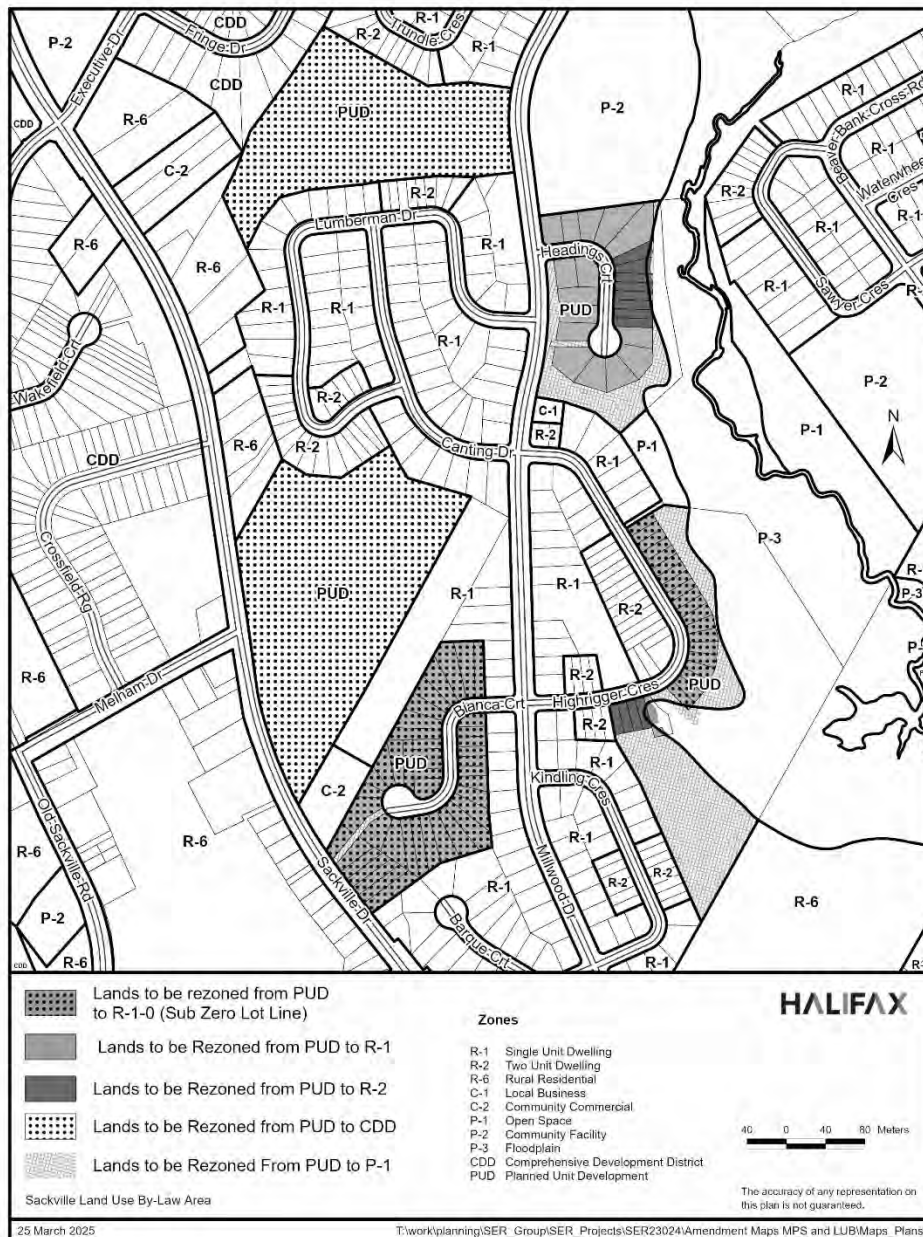 P-2
Executive-Dr
Fringe-Dr
CDD
CDD
R-2
R-1
Trundle-Cres
R-1
P-2
R-1
Beaver-Bank-Cross-Rd
R-1
R-6
C-2
PUD
R-2
R-1
CDD
R-6
R-6
Lumberman-Dr
R-2
R-1
Headings-Crt
R-1
R-1
R-1
PUD
R-1
Sawyer-Cres
Wakefield-Crt
R-2
R-2
C-1
R-2
P-2
P-1
N
R-6
CDD
Canting-Dr
R-1
P-1
Crossfield-Rg
P-3
P-3
PUD
R-1
R-1
R-2
R-6
Melham-Dr
PUD
Bianca-Crt
R-2
Highrigger-Cres
R-2
PUD
C-2
Kindling-Cres
R-1
R-6
Old-Sackville-Rd
R-6
Sackville-Dr
R-1
Millwood-Dr
R-1
R-2
R-2
R-6
P-2
R-6
CDD
Barque-Crt
R-1
Lands to be rezoned from PUD
to R-1-0 (Sub Zero Lot Line)
Lands to be Rezoned from PUD to R-1
Lands to be Rezoned from PUD to R-2
Lands to be Rezoned from PUD to CDD
Lands to be Rezoned From PUD to P-1
Sackville Land Use By-Law Area
Zones
R-1 Single Unit Dwelling
R-2 Two Unit Dwelling
R-6 Rural Residential
C-1 Local Business
C-2 Community Commercial
P-1 Open Space
P-2 Community Facility
P-3 Floodplain
CDD Comprehensive Development District
PUD Planned Unit Development
HALIFAX
40 0 40 80 Meters
The accuracy of any representation on
this plan is not guaranteed.
25 March 2025
T:\work\planning\SER_Group\SER_Projects\SER23024\Amendment Maps MPS and LUB\Maps_Plans